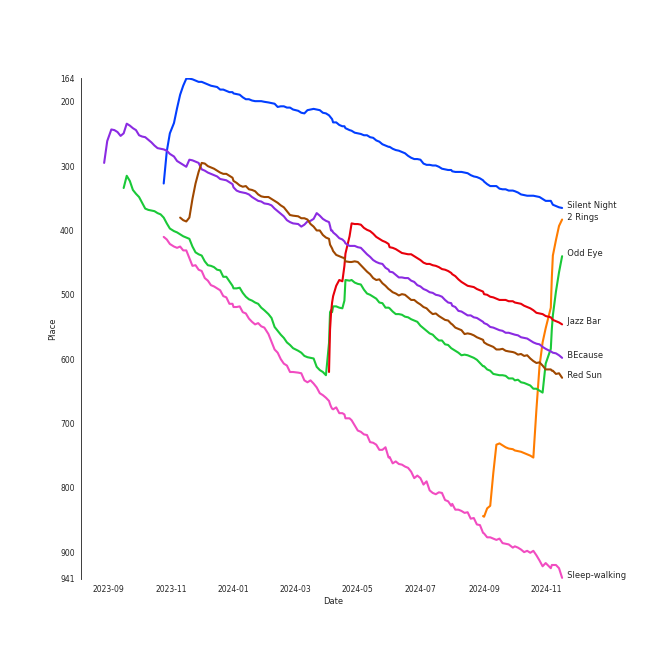 164
200
300
400
500
600
700
800
900
941
Place
2023-09
2023-11
2024-01
2024-03
2024-05
2024-07
2024-09
2024-11
Date
Silent Night
2 Rings
Odd Eye
Jazz Bar
BEcause
Red Sun
Sleep-walking